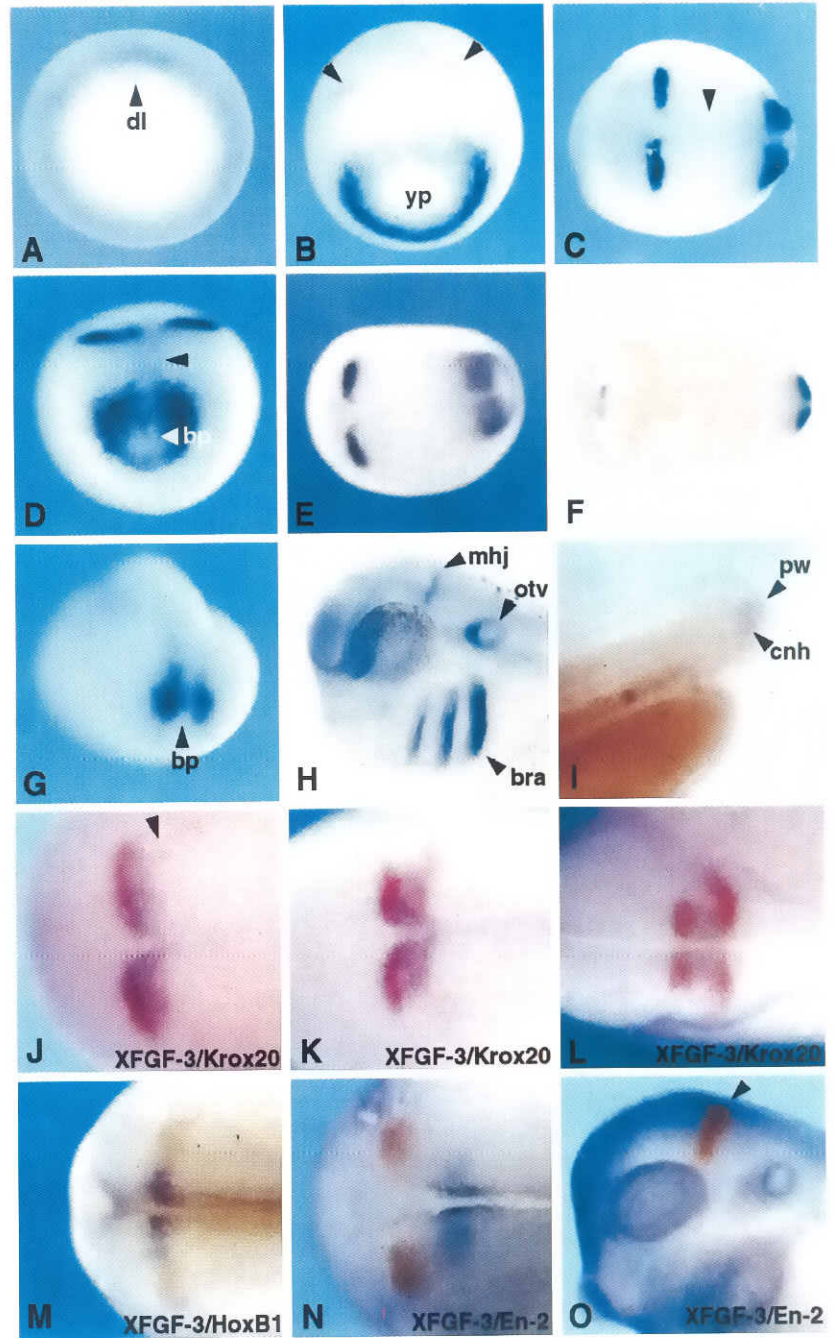 dl
A
yp
B
C
bp
D
E
F
bp
G
mhj
otv
bra
H
pw
cnh
I
J
XFGF-3/Krox20
K
XFGF-3/Krox20
L
XFGF-3/Krox20
M
XFGF-3/HoxB1
N
XFGF-3/En-2
O
XFGF-3/En-2